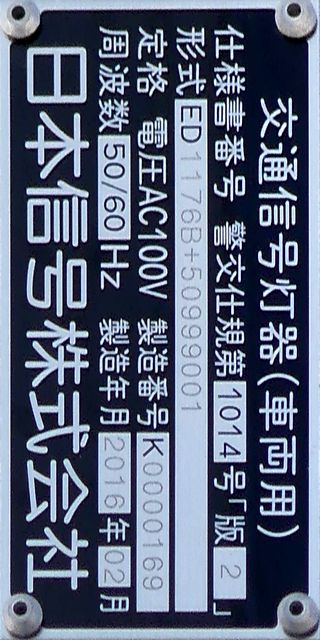 交通信号灯器(車両用)
仕様書番号 警交仕規第1014号「版2」
形式 ED1176B+50999001
定格 電圧AC100V 製造番号 K0000169
周波数 50/60 Hz 製造年月 2016年02月
日本信号株式会社